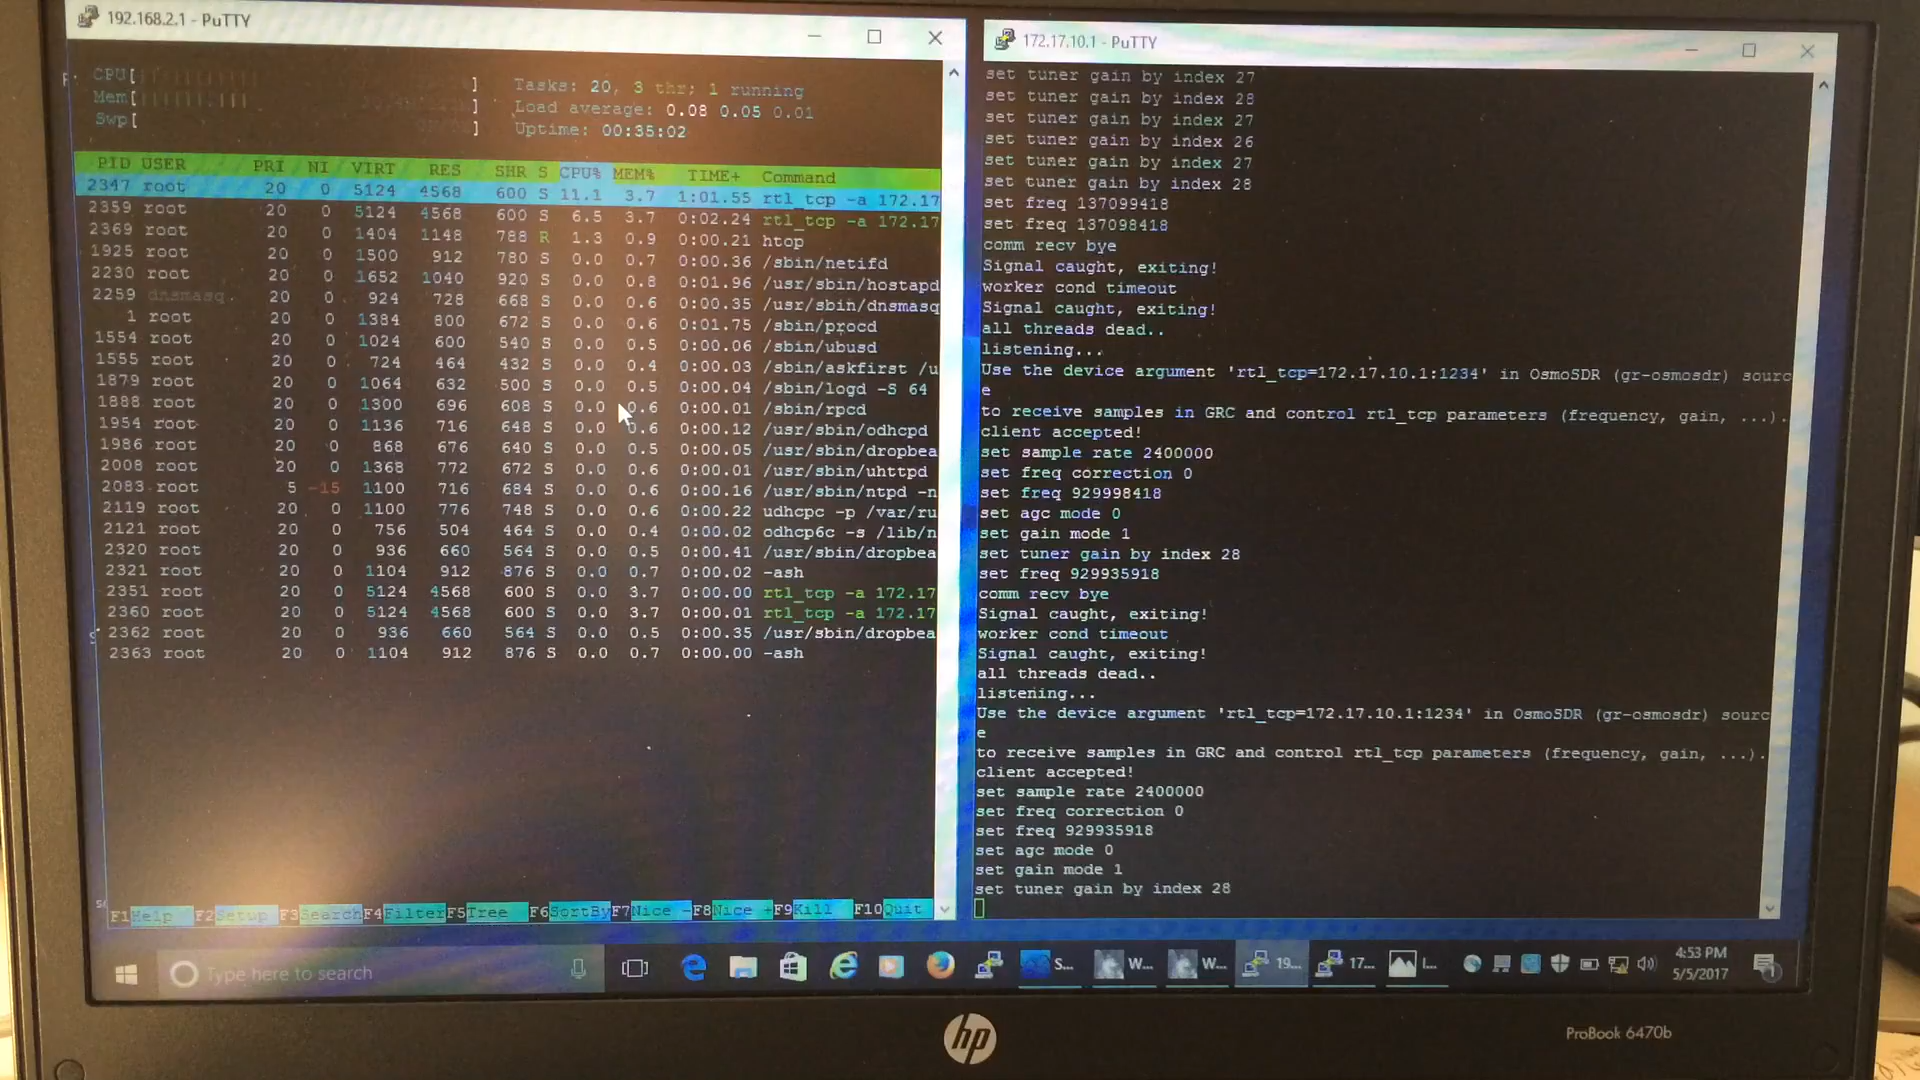 192.168.2.1 - PuTTY
CPU[ ]
Mem[ ]
Swp[ ]
Tasks: 20, 3 thr; 1 running
Load average: 0.08 0.05 0.01
Uptime: 00:35:02
PID USER PRI NI VIRT RES SHR S CPU% MEM% TIME+ Command
2347 root 20 0 5124 4568 600 S 11.1 3.7 1:01.55 rtl_tcp -a 172.17
2359 root 20 0 5124 4568 600 S 6.5 3.7 0:02.24 rtl_tcp -a 172.17
2369 root 20 0 1404 1148 788 R 1.3 0.9 0:00.21 htop
1925 root 20 0 1500 912 780 S 0.0 0.7 0:00.36 /sbin/netifd
2230 root 20 0 1652 1040 920 S 0.0 0.8 0:01.96 /usr/sbin/hostapd
2259 dnsmasq 20 0 924 728 668 S 0.0 0.6 0:00.35 /usr/sbin/dnsmasq
1 root 20 0 1384 800 672 S 0.0 0.6 0:01.75 /sbin/procd
1554 root 20 0 1024 600 540 S 0.0 0.5 0:00.06 /sbin/ubusd
1555 root 20 0 724 464 432 S 0.0 0.4 0:00.03 /sbin/askfirst /u
1879 root 20 0 1064 632 500 S 0.0 0.5 0:00.04 /sbin/logd -S 64
1888 root 20 0 1300 696 608 S 0.0 0.6 0:00.01 /sbin/rpcd
1954 root 20 0 1136 716 648 S 0.0 0.6 0:00.12 /usr/sbin/odhcpd
1986 root 20 0 868 676 640 S 0.0 0.5 0:00.05 /usr/sbin/dropbea
2008 root 20 0 1368 772 672 S 0.0 0.6 0:00.01 /usr/sbin/uhttpd
2083 root 5 -15 1100 716 684 S 0.0 0.6 0:00.16 /usr/sbin/ntpd -n
2119 root 20 0 1100 776 748 S 0.0 0.6 0:00.22 udhcpc -p /var/ru
2121 root 20 0 756 504 464 S 0.0 0.4 0:00.02 odhcp6c -s /lib/n
2320 root 20 0 936 660 564 S 0.0 0.5 0:00.41 /usr/sbin/dropbea
2321 root 20 0 1104 912 876 S 0.0 0.7 0:00.02 -ash
2351 root 20 0 5124 4568 600 S 0.0 3.7 0:00.00 rtl_tcp -a 172.17
2360 root 20 0 5124 4568 600 S 0.0 3.7 0:00.01 rtl_tcp -a 172.17
2362 root 20 0 936 660 564 S 0.0 0.5 0:00.35 /usr/sbin/dropbea
2363 root 20 0 1104 912 876 S 0.0 0.7 0:00.00 -ash
F1Help F2Setup F3Search F4Filter F5Tree F6SortBy F7Nice - F8Nice + F9Kill F10Quit
172.17.10.1 - PuTTY
set tuner gain by index 27
set tuner gain by index 28
set tuner gain by index 27
set tuner gain by index 26
set tuner gain by index 27
set tuner gain by index 28
set freq 137099418
set freq 137098418
comm recv bye
Signal caught, exiting!
worker cond timeout
Signal caught, exiting!
all threads dead..
listening...
Use the device argument 'rtl_tcp=172.17.10.1:1234' in OsmoSDR (gr-osmosdr) sourc
e
to receive samples in GRC and control rtl_tcp parameters (frequency, gain, ...).
client accepted!
set sample rate 2400000
set freq correction 0
set freq 929998418
set agc mode 0
set gain mode 1
set tuner gain by index 28
set freq 929935918
comm recv bye
Signal caught, exiting!
worker cond timeout
Signal caught, exiting!
all threads dead..
listening...
Use the device argument 'rtl_tcp=172.17.10.1:1234' in OsmoSDR (gr-osmosdr) sourc
e
to receive samples in GRC and control rtl_tcp parameters (frequency, gain, ...).
client accepted!
set sample rate 2400000
set freq correction 0
set freq 929935918
set agc mode 0
set gain mode 1
set tuner gain by index 28
Type here to search
S...
W...
W...
19...
17...
I...
4:53 PM
5/5/2017
hp
ProBook 6470b